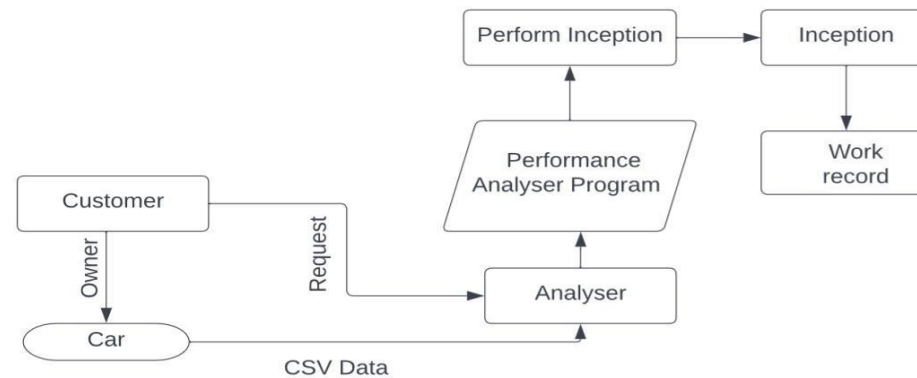 Perform Inception
Inception
Performance
Analyser Program
Work
record
Customer
Owner
Request
Analyser
Car
CSV Data